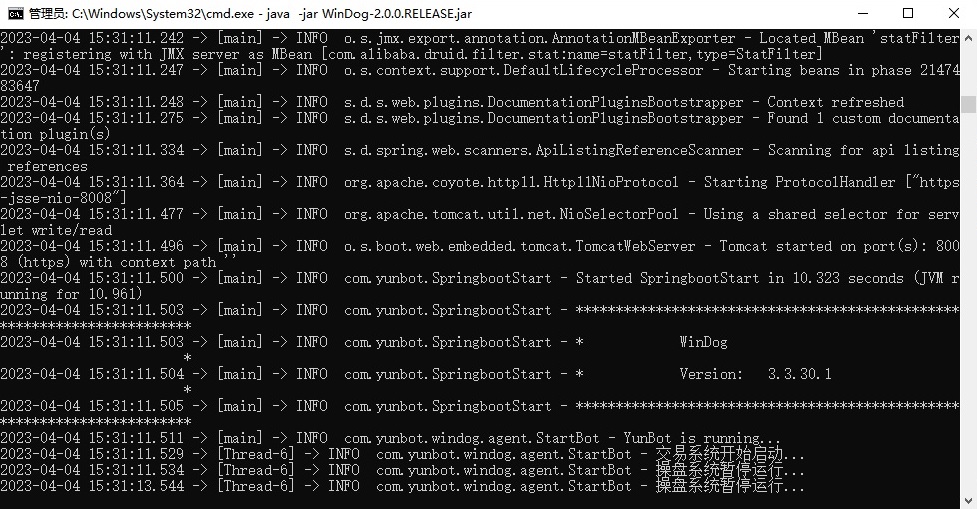 管理员: C:\Windows\System32\cmd.exe - java  -jar WinDog-2.0.0.RELEASE.jar
2023-04-04 15:31:11.242 -> [main] -> INFO  o.s.jmx.export.annotation.AnnotationMBeanExporter - Located MBean 'statFilter
': registering with JMX server as MBean [com.alibaba.druid.filter.stat:name=statFilter,type=StatFilter]
2023-04-04 15:31:11.247 -> [main] -> INFO  o.s.context.support.DefaultLifecycleProcessor - Starting beans in phase 21474
83647
2023-04-04 15:31:11.248 -> [main] -> INFO  s.d.s.web.plugins.DocumentationPluginsBootstrapper - Context refreshed
2023-04-04 15:31:11.275 -> [main] -> INFO  s.d.s.web.plugins.DocumentationPluginsBootstrapper - Found 1 custom documenta
tion plugin(s)
2023-04-04 15:31:11.334 -> [main] -> INFO  s.d.spring.web.scanners.ApiListingReferenceScanner - Scanning for api listing
 references
2023-04-04 15:31:11.364 -> [main] -> INFO  org.apache.coyote.http11.Http11NioProtocol - Starting ProtocolHandler ["https
-jsse-nio-8008"]
2023-04-04 15:31:11.477 -> [main] -> INFO  org.apache.tomcat.util.net.NioSelectorPool - Using a shared selector for serv
let write/read
2023-04-04 15:31:11.496 -> [main] -> INFO  o.s.boot.web.embedded.tomcat.TomcatWebServer - Tomcat started on port(s): 800
8 (https) with context path ''
2023-04-04 15:31:11.500 -> [main] -> INFO  com.yunbot.SpringbootStart - Started SpringbootStart in 10.323 seconds (JVM r
unning for 10.961)
2023-04-04 15:31:11.503 -> [main] -> INFO  com.yunbot.SpringbootStart - ************************************************
************************
2023-04-04 15:31:11.503 -> [main] -> INFO  com.yunbot.SpringbootStart - *            WinDog
                       *
2023-04-04 15:31:11.504 -> [main] -> INFO  com.yunbot.SpringbootStart - *            Version:   3.3.30.1
                       *
2023-04-04 15:31:11.505 -> [main] -> INFO  com.yunbot.SpringbootStart - ************************************************
************************
2023-04-04 15:31:11.511 -> [main] -> INFO  com.yunbot.windog.agent.StartBot - YunBot is running...
2023-04-04 15:31:11.529 -> [Thread-6] -> INFO  com.yunbot.windog.agent.StartBot - 交易系统开始启动...
2023-04-04 15:31:11.534 -> [Thread-6] -> INFO  com.yunbot.windog.agent.StartBot - 操盘系统暂停运行...
2023-04-04 15:31:13.544 -> [Thread-6] -> INFO  com.yunbot.windog.agent.StartBot - 操盘系统暂停运行...